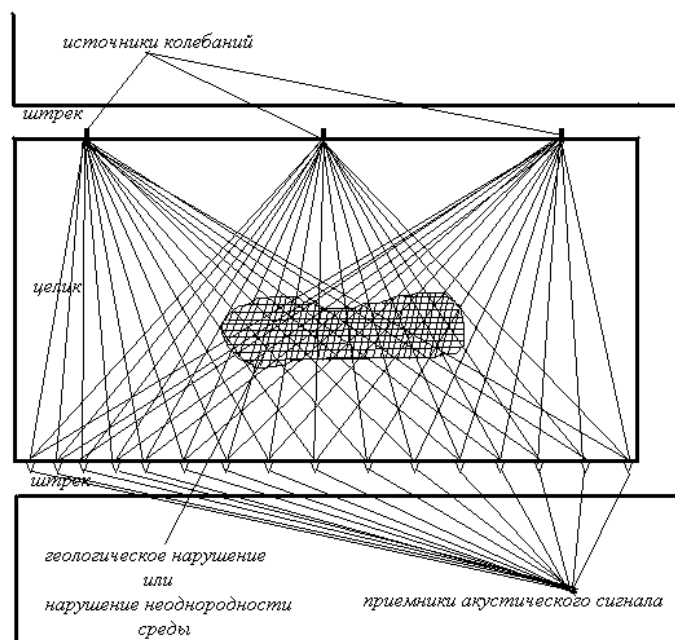 источники колебаний
штрек
целик
штрек
геологическое нарушение
или
нарушение неоднородности
среды
приемники акустического сигнала